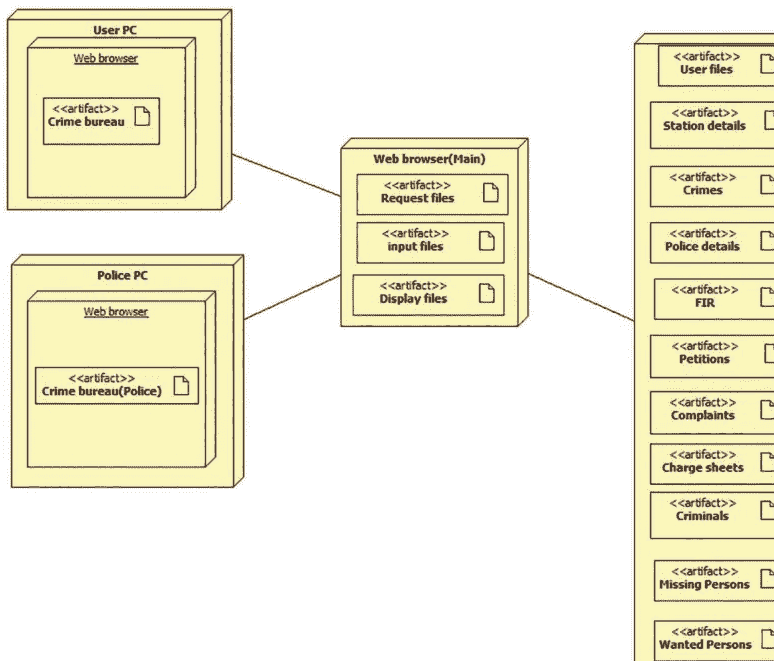 User PC
Web browser
<<artifact>>
Crime bureau
Police PC
Web browser
<<artifact>>
Crime bureau(Police)
Web browser(Main)
<<artifact>>
Request files
<<artifact>>
input files
<<artifact>>
Display files
<<artifact>>
User files
<<artifact>>
Station details
<<artifact>>
Crimes
<<artifact>>
Police details
<<artifact>>
FIR
<<artifact>>
Petitions
<<artifact>>
Complaints
<<artifact>>
Charge sheets
<<artifact>>
Criminals
<<artifact>>
Missing Persons
<<artifact>>
Wanted Persons